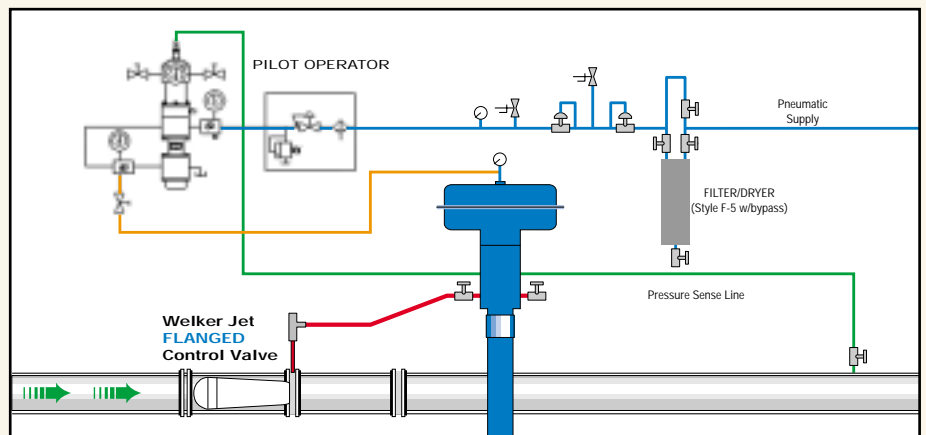 PILOT OPERATOR
Pneumatic
Supply
FILTER/DRYER
(Style F-5 w/bypass)
Pressure Sense Line
Welker Jet
FLANGED
Control Valve